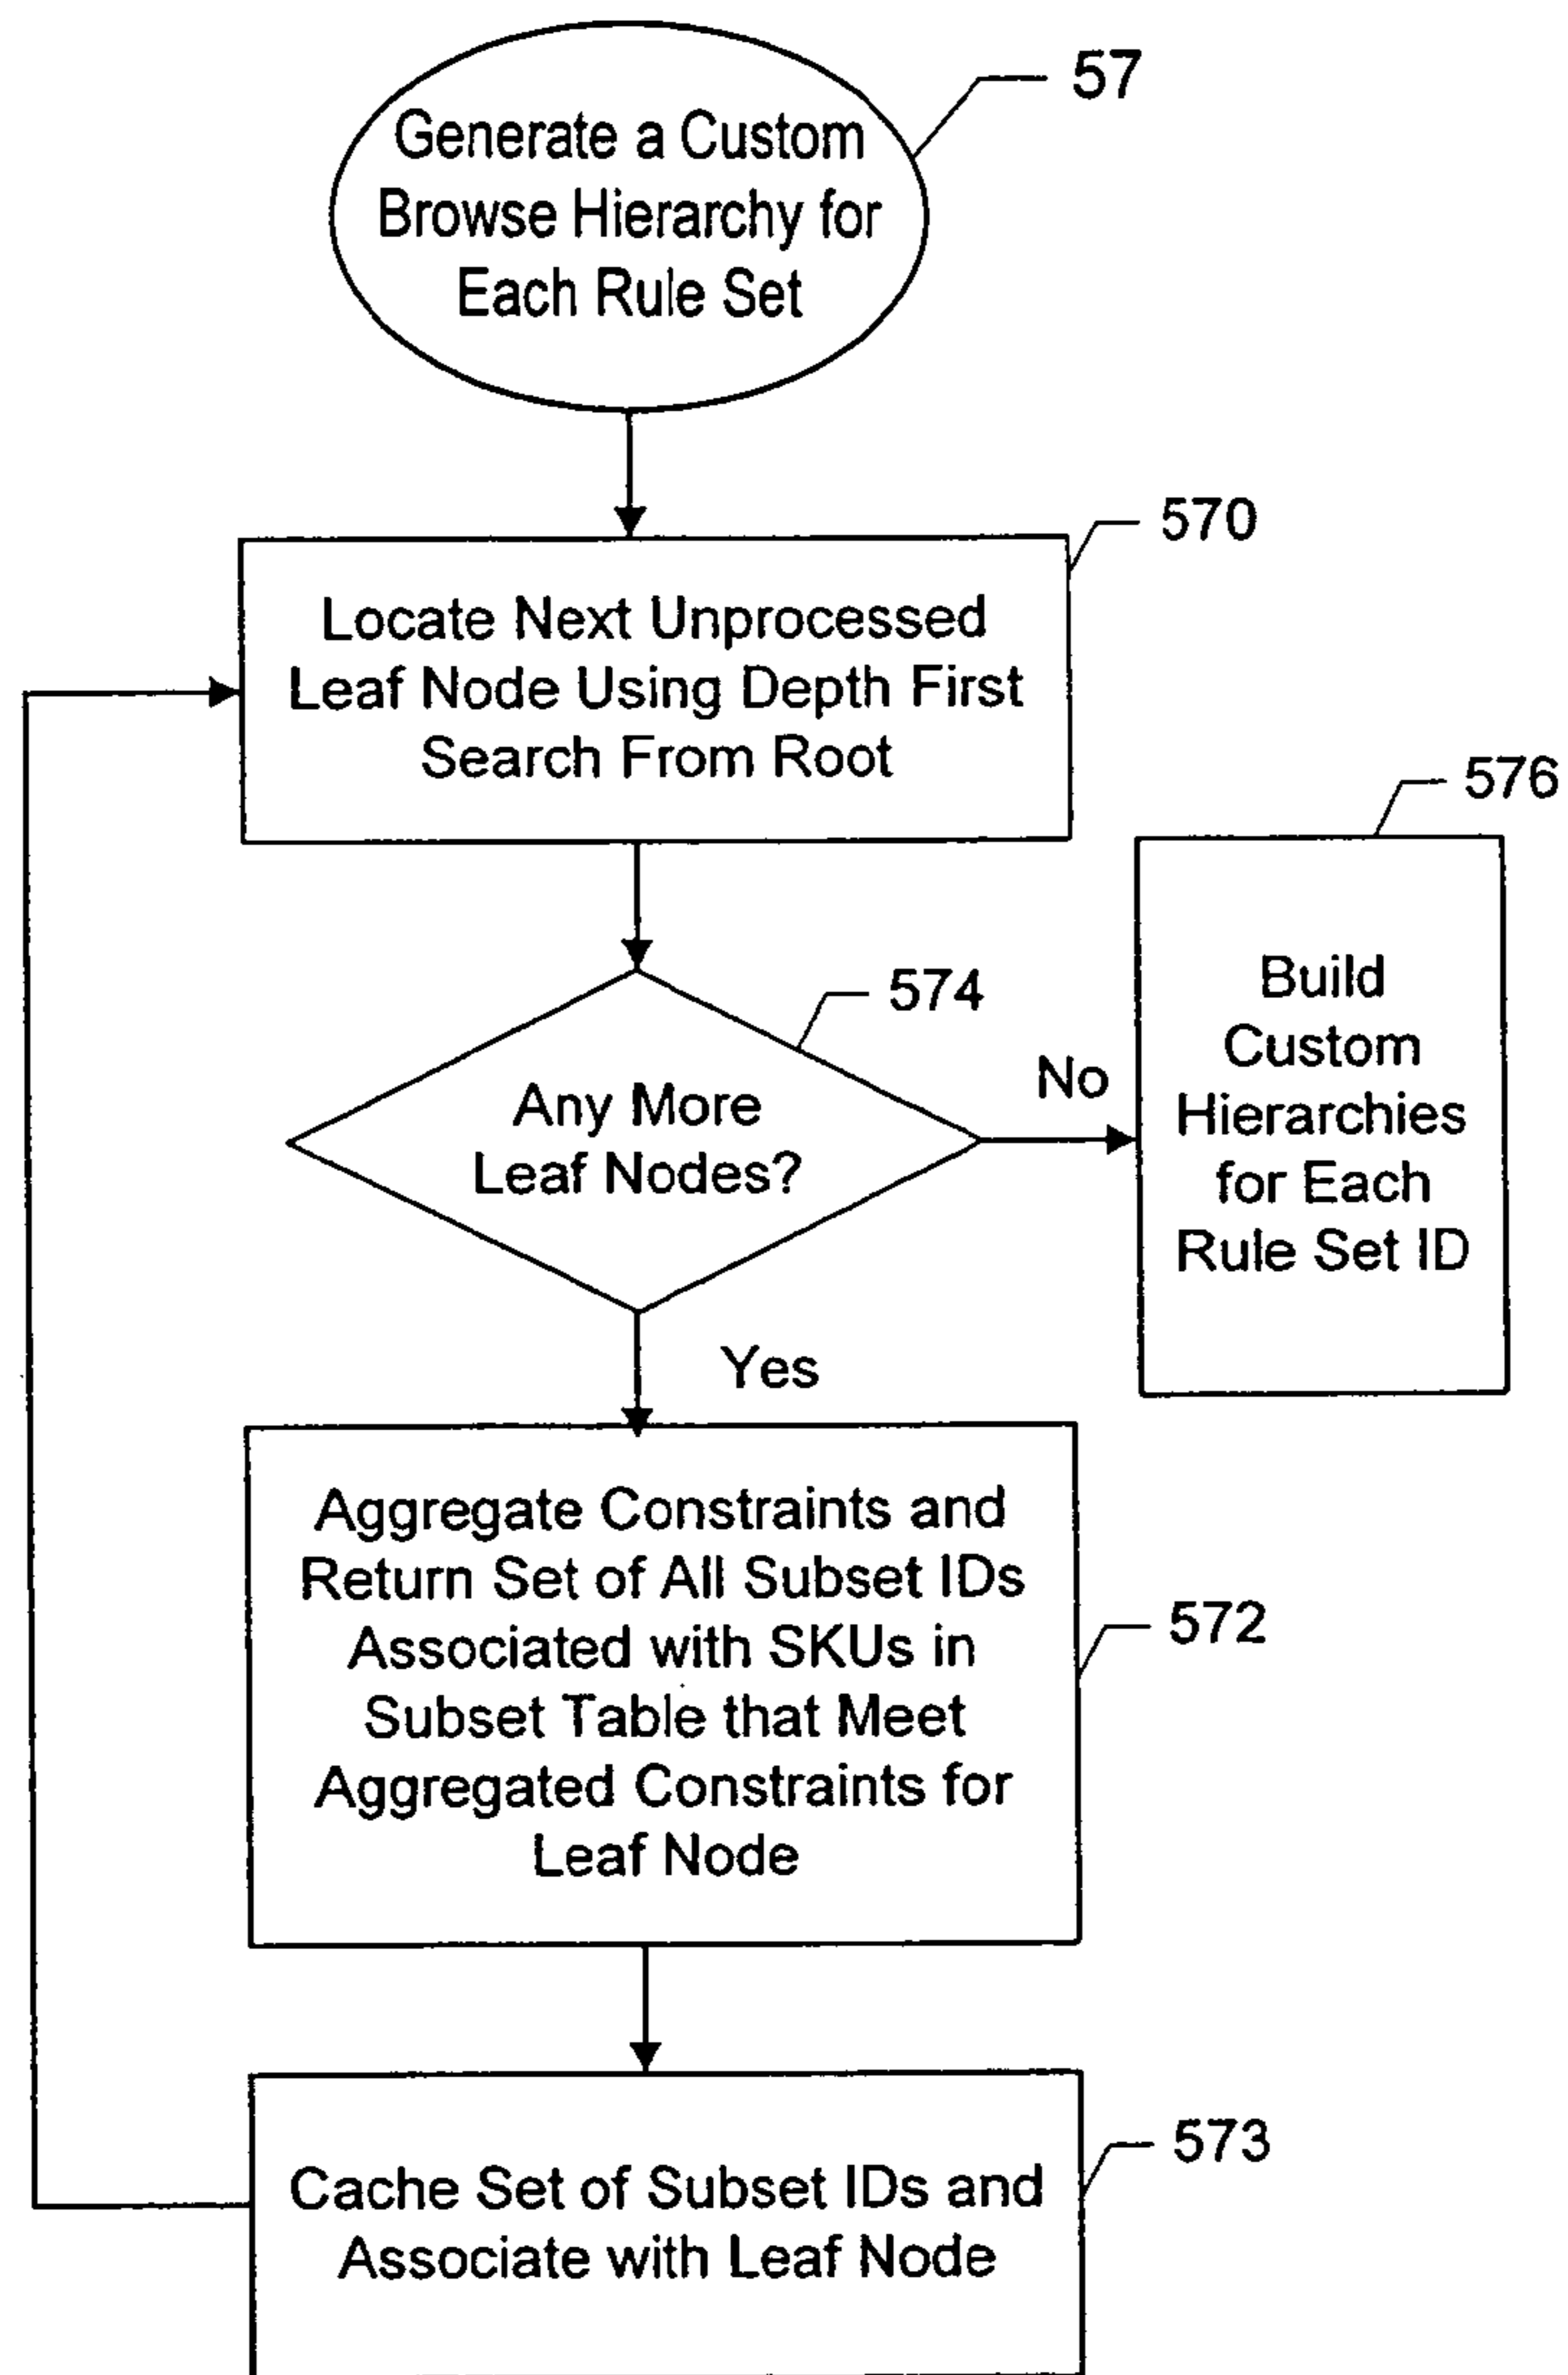 57
Generate a Custom
Browse Hierarchy for
Each Rule Set
570
Locate Next Unprocessed
Leaf Node Using Depth First
Search From Root
576
Build
Custom
Hierarchies
for Each
Rule Set ID
574
Any More
Leaf Nodes?
No
Yes
Aggregate Constraints and
Return Set of All Subset IDs
Associated with SKUs in
Subset Table that Meet
Aggregated Constraints for
Leaf Node
572
573
Cache Set of Subset IDs and
Associate with Leaf Node